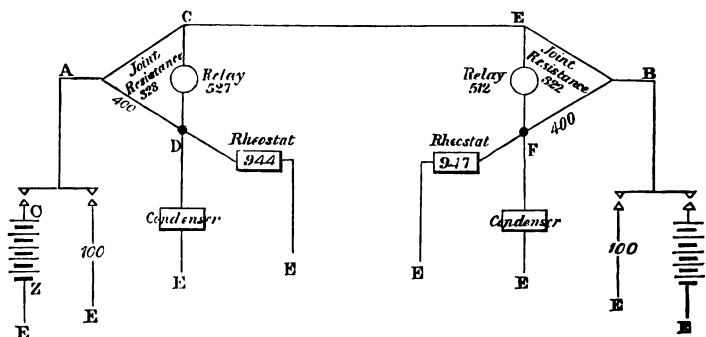 C
E
A
B
Joint
Resistance
328
400
Relay
527
D
Rheostat
944
Relay
512
Joint
Resistance
322
400
F
Rheostat
947
C
Z
E
100
E
Condenser
E
E
E
Condenser
E
100
E
E